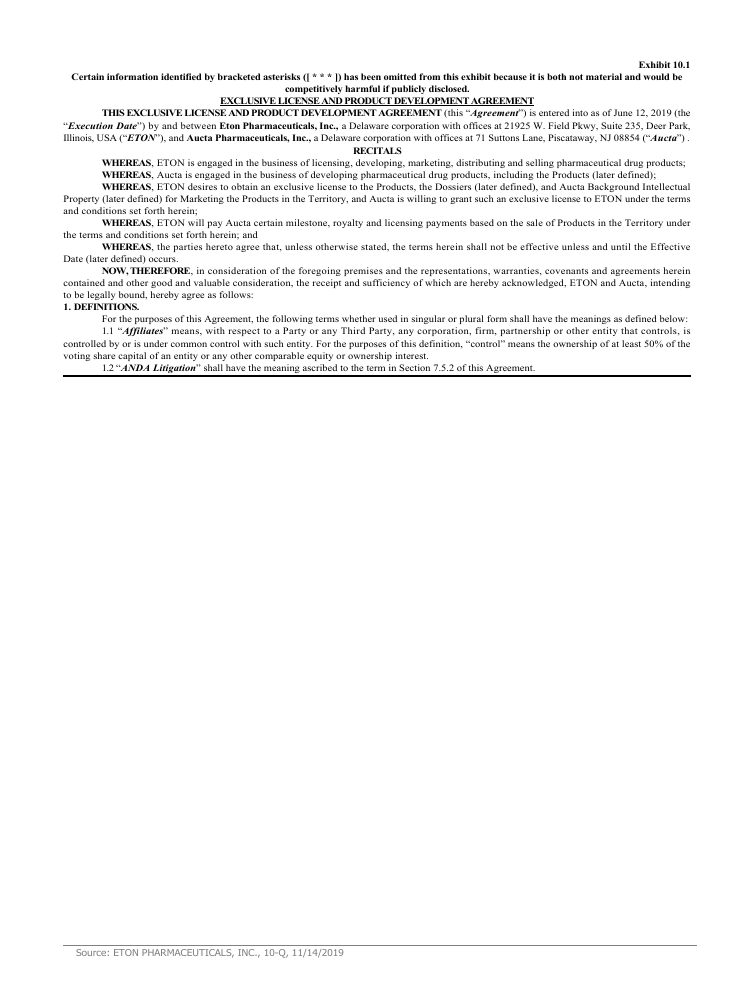 Exhibit 10.1
Certain information identified by bracketed asterisks ([ * * * ]) has been omitted from this exhibit because it is both not material and would be
competitively harmful if publicly disclosed.
EXCLUSIVE LICENSE AND PRODUCT DEVELOPMENT AGREEMENT
THIS EXCLUSIVE LICENSE AND PRODUCT DEVELOPMENT AGREEMENT (this “Agreement”) is entered into as of June 12, 2019 (the
“Execution Date”) by and between Eton Pharmaceuticals, Inc., a Delaware corporation with offices at 21925 W. Field Pkwy, Suite 235, Deer Park,
Illinois, USA (“ETON”), and Aucta Pharmaceuticals, Inc., a Delaware corporation with offices at 71 Suttons Lane, Piscataway, NJ 08854 (“Aucta”) .
RECITALS
WHEREAS, ETON is engaged in the business of licensing, developing, marketing, distributing and selling pharmaceutical drug products;
WHEREAS, Aucta is engaged in the business of developing pharmaceutical drug products, including the Products (later defined);
WHEREAS, ETON desires to obtain an exclusive license to the Products, the Dossiers (later defined), and Aucta Background Intellectual
Property (later defined) for Marketing the Products in the Territory, and Aucta is willing to grant such an exclusive license to ETON under the terms
and conditions set forth herein;
WHEREAS, ETON will pay Aucta certain milestone, royalty and licensing payments based on the sale of Products in the Territory under
the terms and conditions set forth herein; and
WHEREAS, the parties hereto agree that, unless otherwise stated, the terms herein shall not be effective unless and until the Effective
Date (later defined) occurs.
NOW, THEREFORE, in consideration of the foregoing premises and the representations, warranties, covenants and agreements herein
contained and other good and valuable consideration, the receipt and sufficiency of which are hereby acknowledged, ETON and Aucta, intending
to be legally bound, hereby agree as follows:
1. DEFINITIONS.
For the purposes of this Agreement, the following terms whether used in singular or plural form shall have the meanings as defined below:
1.1 “Affiliates” means, with respect to a Party or any Third Party, any corporation, firm, partnership or other entity that controls, is
controlled by or is under common control with such entity. For the purposes of this definition, “control” means the ownership of at least 50% of the
voting share capital of an entity or any other comparable equity or ownership interest.
1.2 “ANDA Litigation” shall have the meaning ascribed to the term in Section 7.5.2 of this Agreement.
Source: ETON PHARMACEUTICALS, INC., 10-Q, 11/14/2019